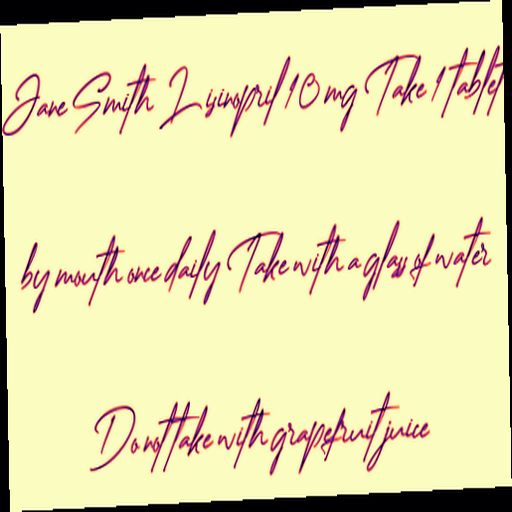 Jane Smith Lisinopril 10 mg Take 1 tablet
by mouth once daily Take with a glass of water
Do not take with grapefruit juice